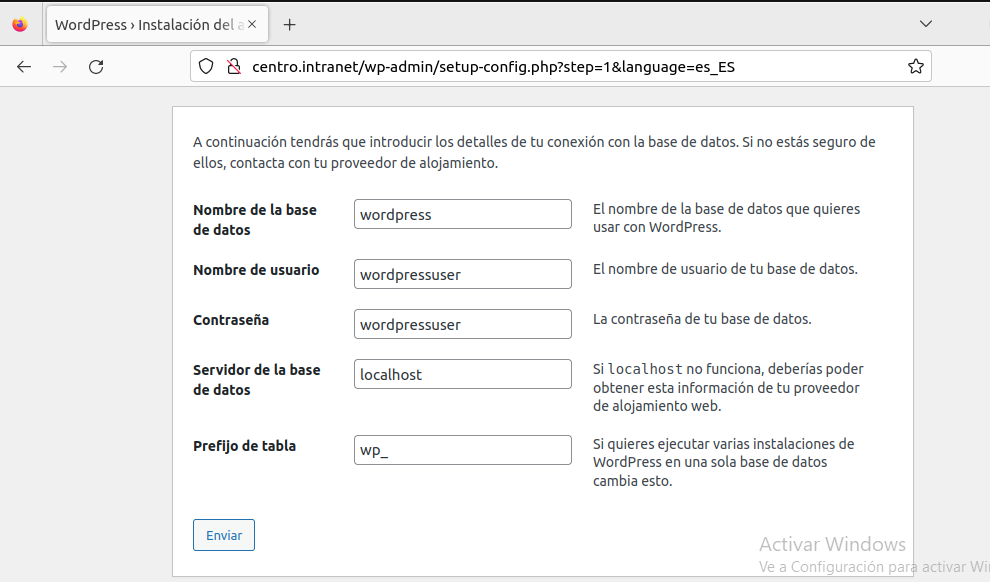 WordPress › Instalación del a
centro.intranet/wp-admin/setup-config.php?step=1&language=es_ES
A continuación tendrás que introducir los detalles de tu conexión con la base de datos. Si no estás seguro de
ellos, contacta con tu proveedor de alojamiento.
Nombre de la base
de datos
wordpress
El nombre de la base de datos que quieres
usar con WordPress.
Nombre de usuario
wordpressuser
El nombre de usuario de tu base de datos.
Contraseña
wordpressuser
La contraseña de tu base de datos.
Servidor de la base
de datos
localhost
Si localhost no funciona, deberías poder
obtener esta información de tu proveedor
de alojamiento web.
Prefijo de tabla
wp_
Si quieres ejecutar varias instalaciones de
WordPress en una sola base de datos
cambia esto.
Enviar
Activar Windows
Ve a Configuración para activar Wi